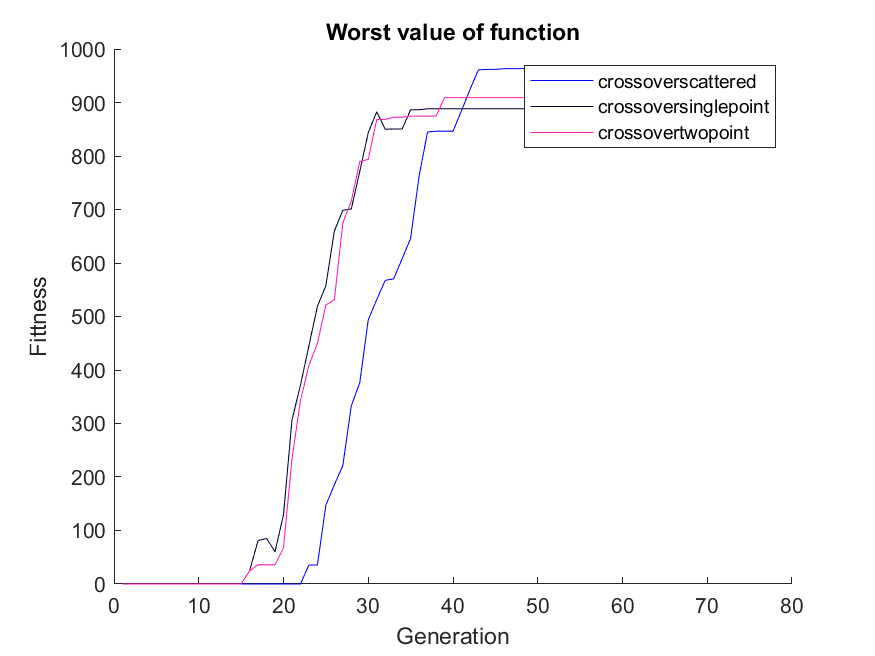 Worst value of function
1000
900
800
700
600
500
400
300
200
100
0
Fittness
crossoverscattered
crossoversinglepoint
crossovertwopoint
0 10 20 30 40 50 60 70 80
Generation